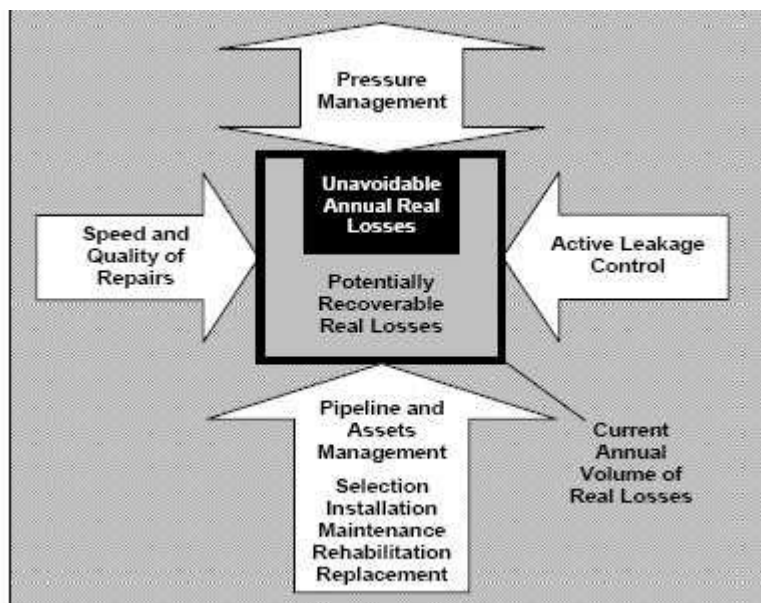 Pressure
Management
Unavoidable
Annual Real
Losses
Speed and
Quality of
Repairs
Active Leakage
Control
Potentially
Recoverable
Real Losses
Pipeline and
Assets
Management
Selection
Installation
Maintenance
Rehabilitation
Replacement
Current
Annual
Volume of
Real Losses